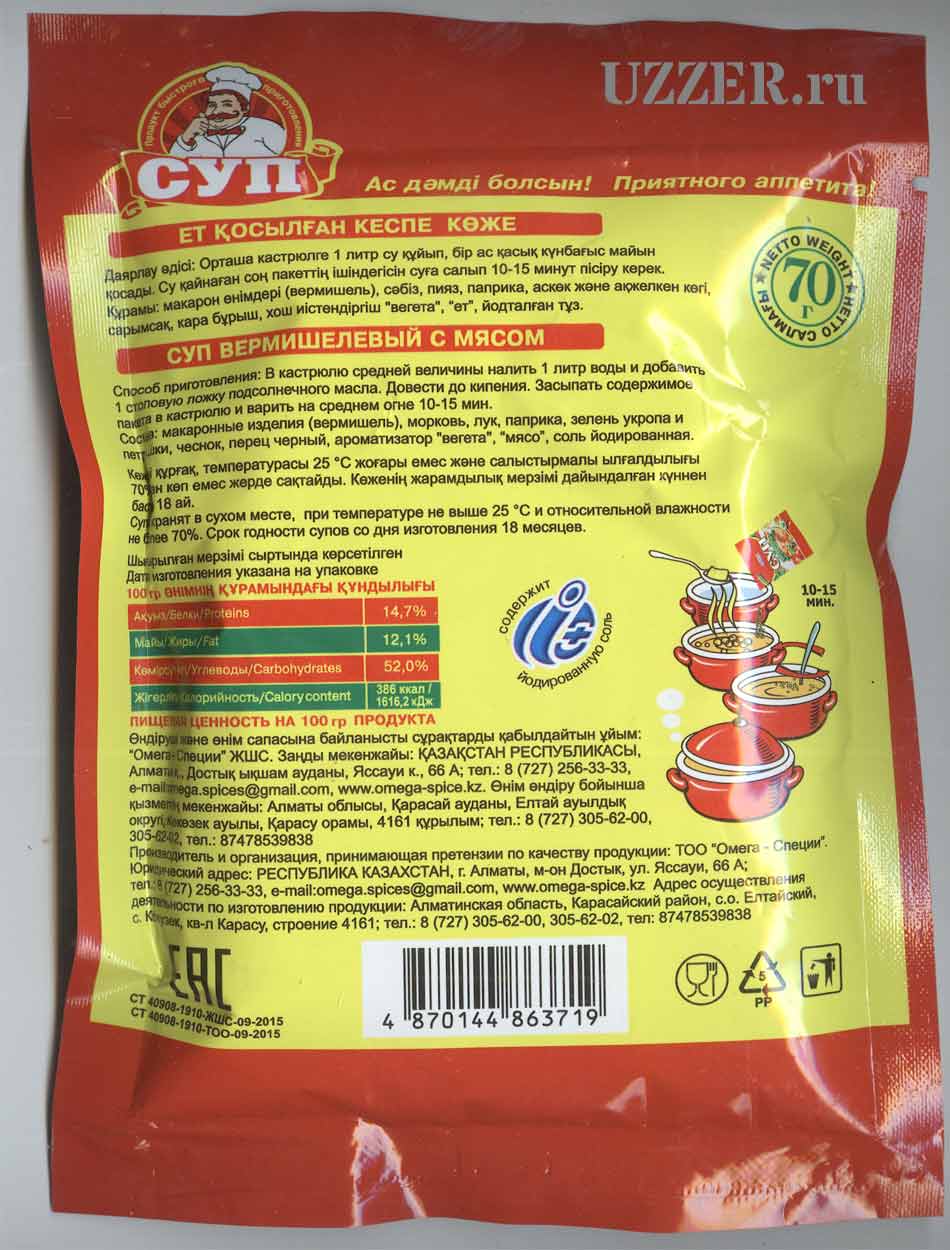 UZZER.ru
Продукт быстрого приготовления
СУП
Ас дәмді болсын! Приятного аппетита!
ЕТ ҚОСЫЛҒАН КЕСПЕ КӨЖЕ
Даярлау әдісі: Орташа кастрюлге 1 литр су құйып, бір ас қасық күнбағыс майын
қосады. Су қайнаған соң пакеттің ішіндегісін суға салып 10-15 минут пісіру керек.
Құрамы: макарон өнімдері (вермишель), сәбіз, пияз, паприка, аскөк және ақжелкен көгі,
сарымсақ, кара бұрыш, хош иістендіргіш "вегета", "ет", йодталған тұз.
NETTO WEIGHT НЕТТО САЛМАҒЫ
70
г
СУП ВЕРМИШЕЛЕВЫЙ С МЯСОМ
Способ приготовления: В кастрюлю средней величины налить 1 литр воды и добавить
1 столовую ложку подсолнечного масла. Довести до кипения. Засыпать содержимое
пакета в кастрюлю и варить на среднем огне 10-15 мин.
Состав: макаронные изделия (вермишель), морковь, лук, паприка, зелень укропа и
петрушки, чеснок, перец черный, ароматизатор "вегета", "мясо", соль йодированная.
құрғақ, температурасы 25 °C жоғары емес және салыстырмалы ылғалдылығы
70 көп емес жерде сақтайды. Көженің жарамдылық мерзімі дайындалған күннен
18 ай.
Суп хранят в сухом месте, при температуре не выше 25 °C и относительной влажности
не более 70%. Срок годности супов со дня изготовления 18 месяцев.
Шығарылған мерзімі сыртында көрсетілген
Дата изготовления указана на упаковке
100 гр ӨНІМНІҢ ҚҰРАМЫНДАҒЫ ҚҰНДЫЛЫҒЫ
Ақуыз/Белки/Proteins 14,7%
Майы/Жиры/Fat 12,1%
Көмірсуы/Углеводы/Carbohydrates 52,0%
Калорийность/Calory content 386 ккал / 1616,2 кДж
ПИЩЕВАЯ ЦЕННОСТЬ НА 100 гр ПРОДУКТА
содержит
йодированную соль
10-15
МИН.
СУП
Өндіруші және өнім сапасына байланысты сұрақтарды қабылдайтын ұйым:
"Омега-Специи" ЖШС. Заңды мекенжайы: ҚАЗАҚСТАН РЕСПУБЛИКАСЫ,
Алматы қ., Достық ықшам ауданы, Яссауи к., 66 А; тел.: 8 (727) 256-33-33,
e-mail:omega.spices@gmail.com, www.omega-spice.kz. Өнім өндіру бойынша
қызметің мекенжайы: Алматы облысы, Қарасай ауданы, Елтай ауылдық
округі, Көкөзек ауылы, Қарасу орамы, 4161 құрылым; тел.: 8 (727) 305-62-00,
305-62-02, тел.: 87478539838
Производитель и организация, принимающая претензии по качеству продукции: ТОО "Омега - Специи".
Юридический адрес: РЕСПУБЛИКА КАЗАХСТАН, г. Алматы, м-он Достык, ул. Яссауи, 66 А;
тел.: 8 (727) 256-33-33, e-mail:omega.spices@gmail.com, www.omega-spice.kz Адрес осуществления
деятельности по изготовлению продукции: Алматинская область, Карасайский район, с.о. Елтайский,
с. Кокузек, кв-л Карасу, строение 4161; тел.: 8 (727) 305-62-00, 305-62-02, тел: 87478539838
ЕАС
СТ 40908-1910-ЖШС-09-2015
СТ 40908-1910-ТОО-09-2015
4 870144 863719
5
PP